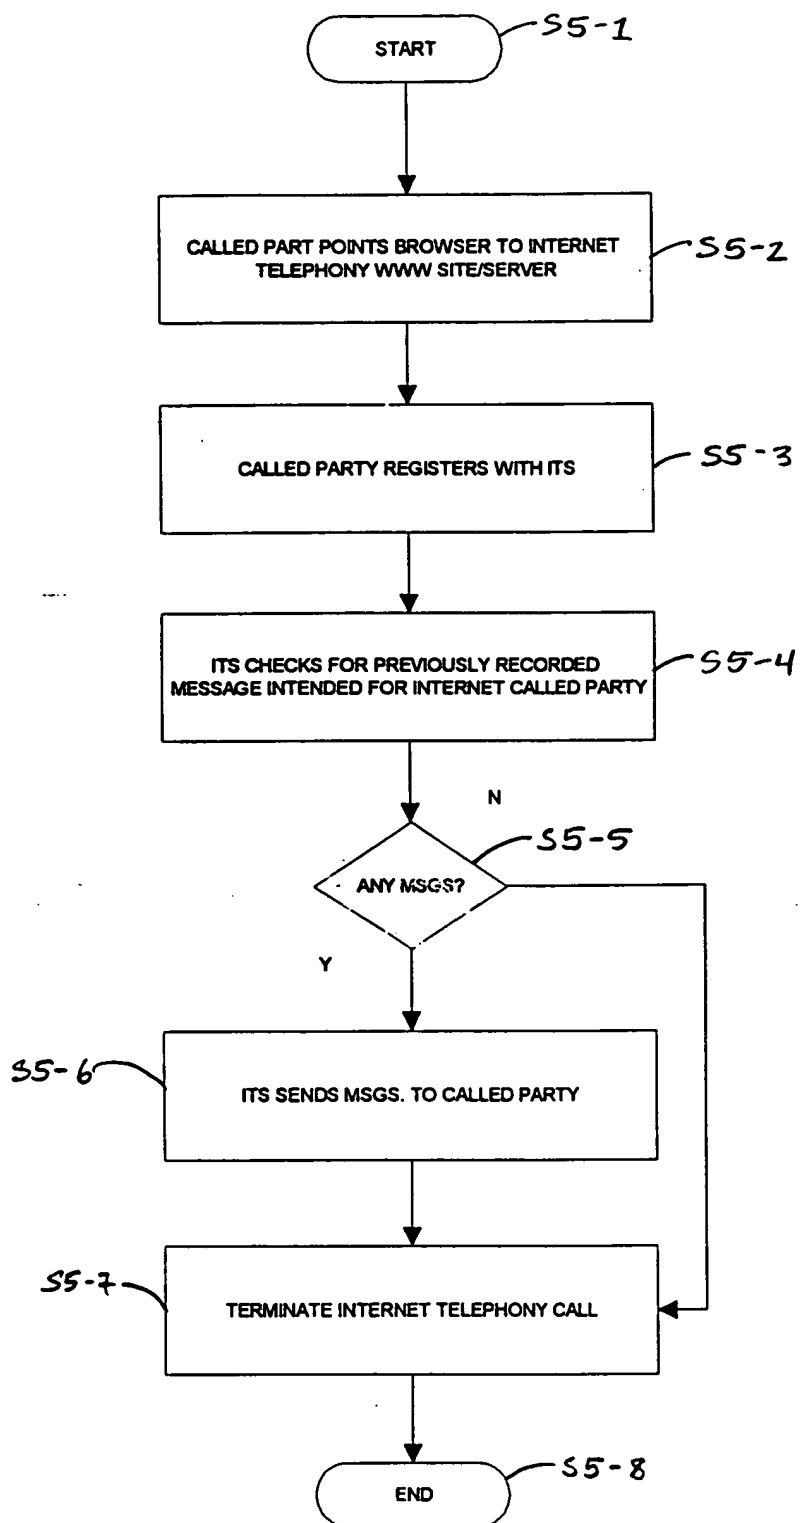 START
S5-1
CALLED PART POINTS BROWSER TO INTERNET
TELEPHONY WWW SITE/SERVER
S5-2
CALLED PARTY REGISTERS WITH ITS
S5-3
ITS CHECKS FOR PREVIOUSLY RECORDED
MESSAGE INTENDED FOR INTERNET CALLED PARTY
S5-4
N
S5-5
ANY MSGS?
Y
S5-6
ITS SENDS MSGS. TO CALLED PARTY
S5-7
TERMINATE INTERNET TELEPHONY CALL
S5-8
END